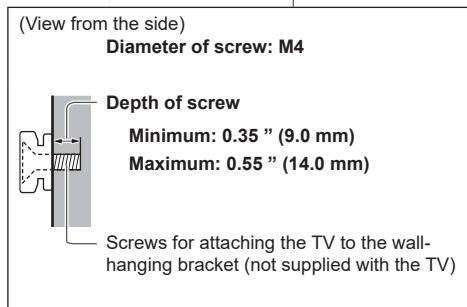 (View from the side)
Diameter of screw: M4
Depth of screw
Minimum: 0.35 ” (9.0 mm)
Maximum: 0.55 ” (14.0 mm)
Screws for attaching the TV to the wall-
hanging bracket (not supplied with the TV)